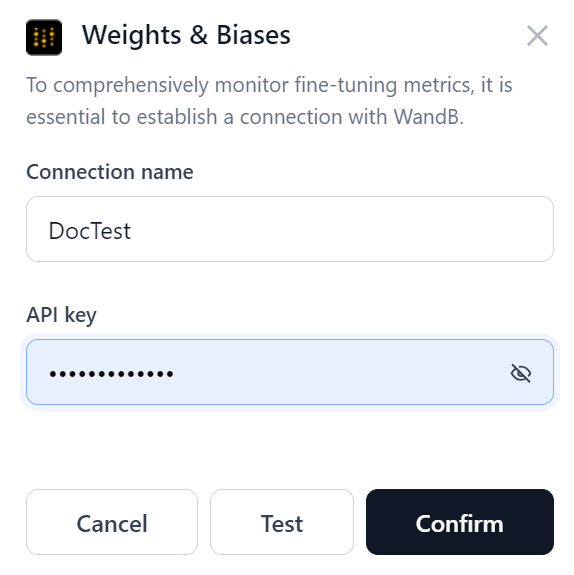 Weights & Biases
To comprehensively monitor fine-tuning metrics, it is
essential to establish a connection with WandB.
Connection name
DocTest
API key
•••••••••••••
Cancel
Test
Confirm